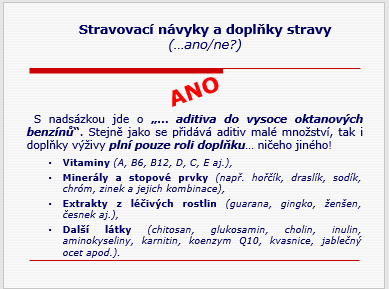 Stravovací návyky a doplňky stravy
(…ano/ne?)
ANO
S nadsázkou jde o „… aditiva do vysoce oktanových
benzínů“. Stejně jako se přidává aditiv malé množství, tak i
doplňky výživy plní pouze roli doplňku… ničeho jiného!
• Vitaminy (A, B6, B12, D, C, E aj.),
• Minerály a stopové prvky (např. hořčík, draslík, sodík,
chróm, zinek a jejich kombinace),
• Extrakty z léčivých rostlin (guarana, gingko, ženšen,
česnek aj.),
• Další látky (chitosan, glukosamin, cholin, inulin,
aminokyseliny, karnitin, koenzym Q10, kvasnice, jablečný
ocet apod.).